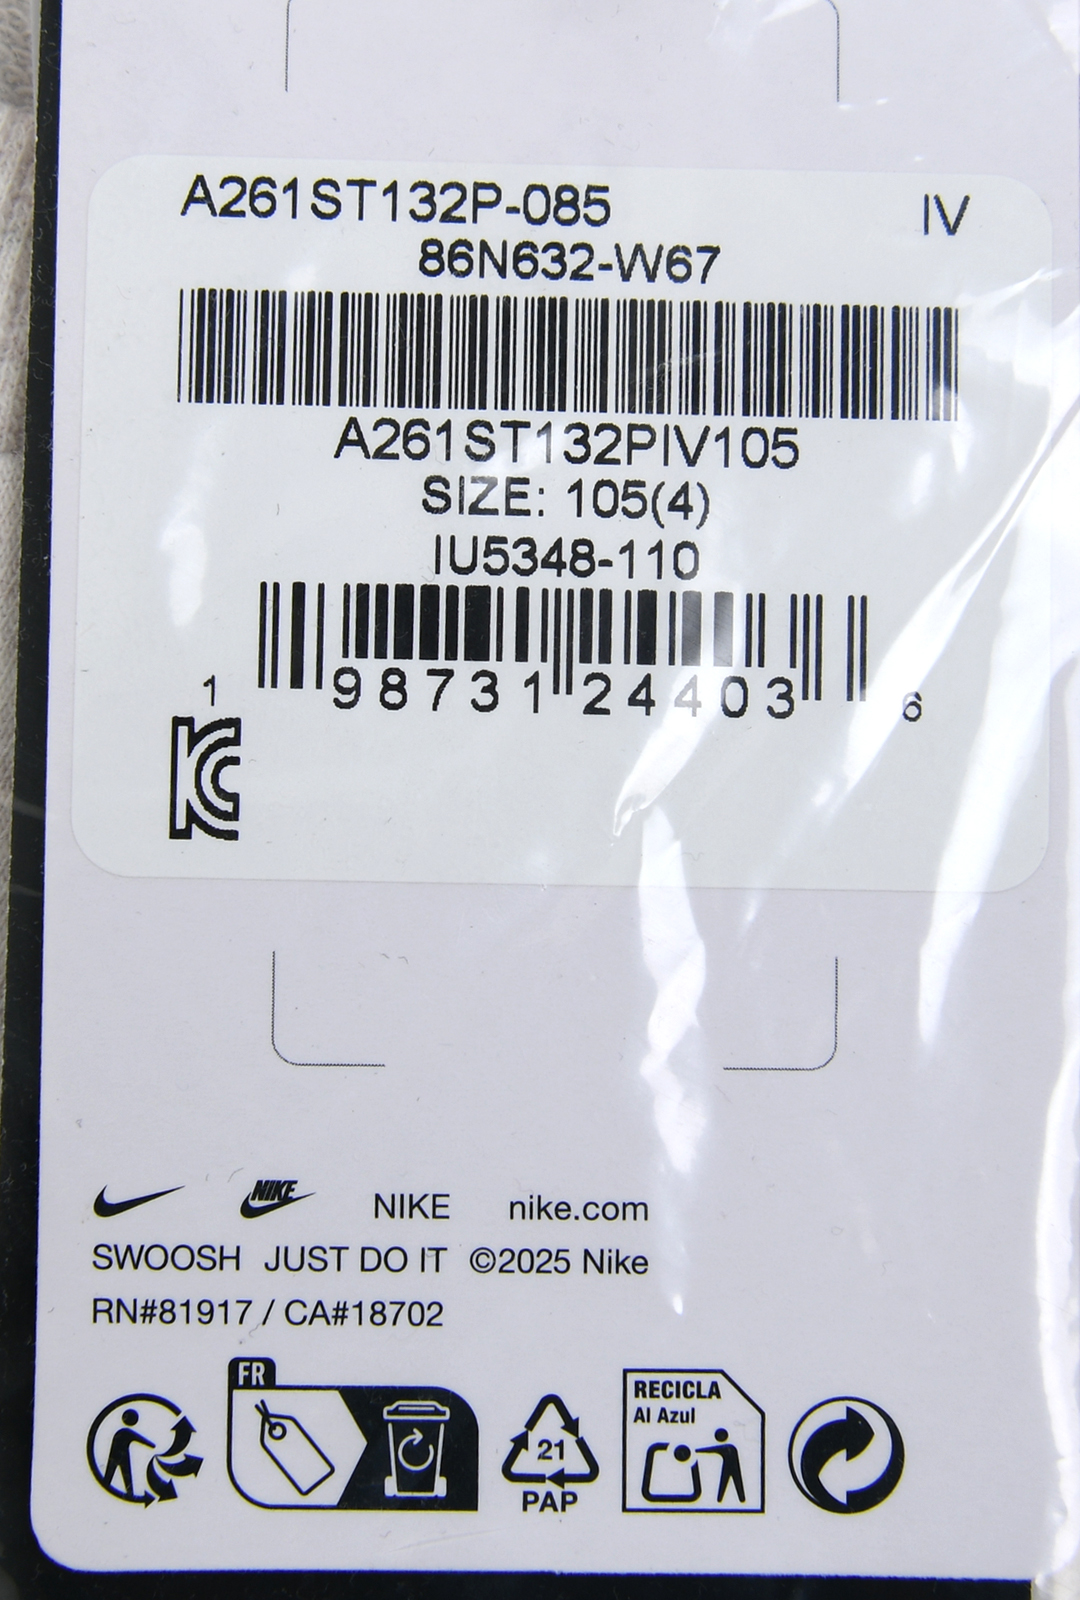 A261ST132P-085 IV
86N632-W67
A261ST132PIV105
SIZE: 105(4)
IU5348-110
1 98731 24403 6
NIKE NIKE nike.com
SWOOSH JUST DO IT ©2025 Nike
RN#81917 / CA#18702
FR
RECICLA
Al Azul
21
PAP